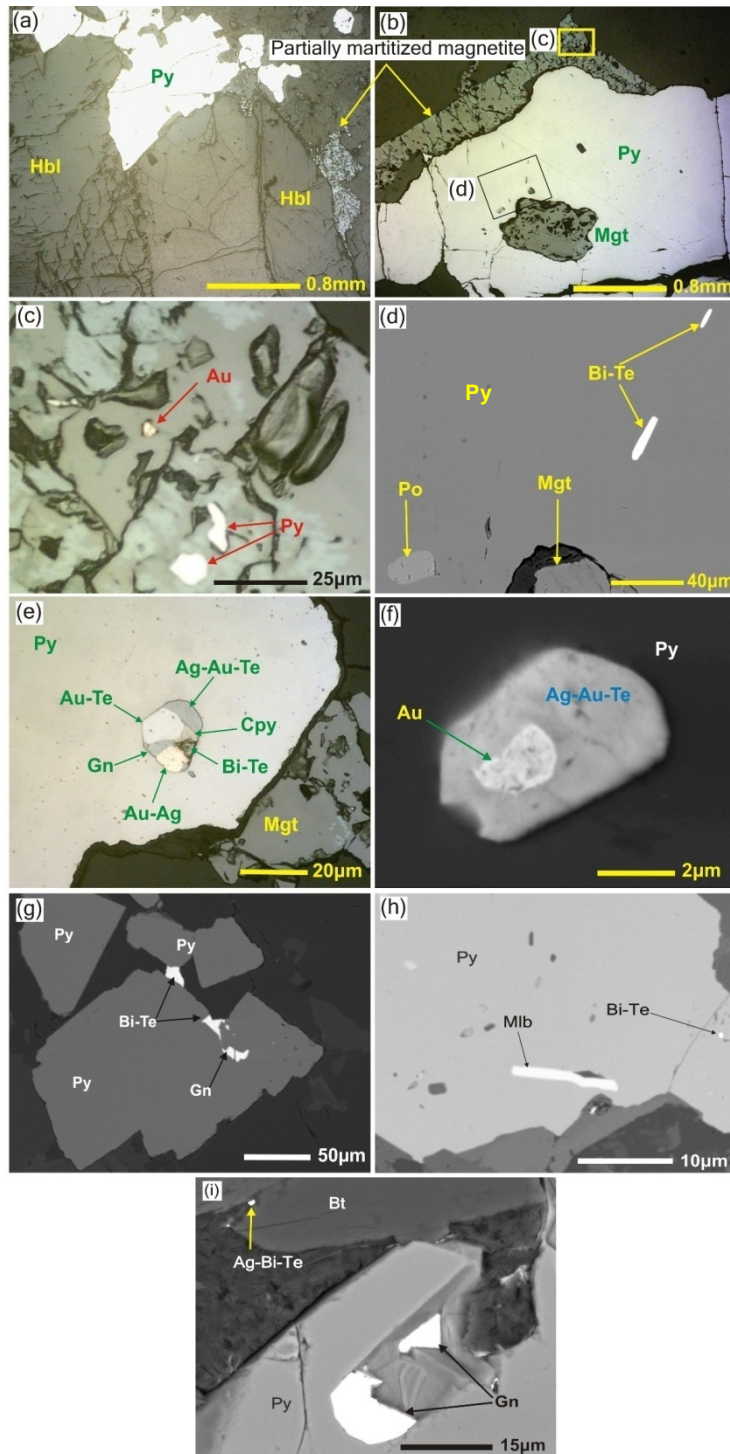 (a)
Partially martitized magnetite
(b)
(c)
Py
Hbl
Hbl
0.8mm
Py
(d)
Mgt
0.8mm
(c)
Au
Py
25µm
(d)
Bi-Te
Py
Po
Mgt
40µm
(e)
Py
Ag-Au-Te
Au-Te
Cpy
Gn
Bi-Te
Au-Ag
Mgt
20µm
(f)
Py
Ag-Au-Te
Au
2µm
(g)
Py
Py
Bi-Te
Gn
Py
50µm
(h)
Py
Bi-Te
Mlb
10µm
(i)
Bt
Ag-Bi-Te
Py
Gn
15µm